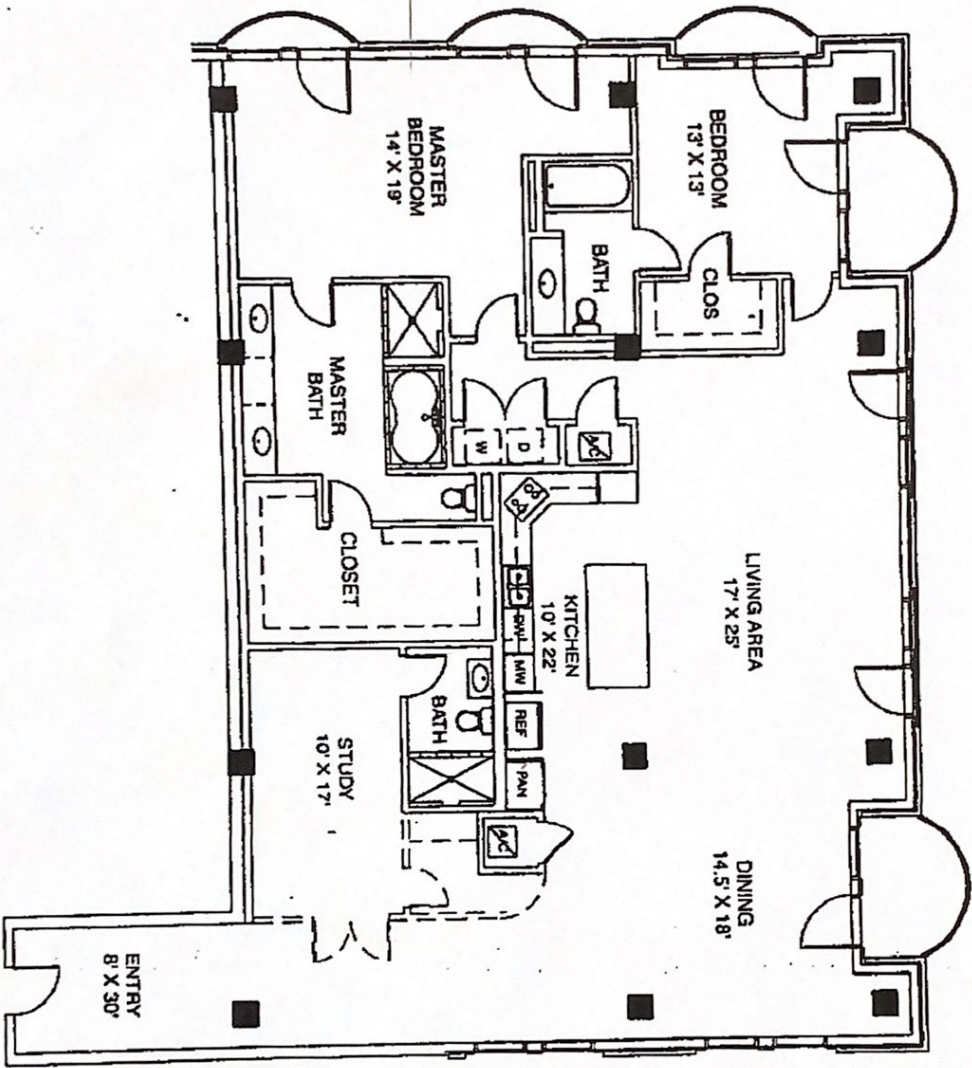 MASTER
BEDROOM
14' X 19'
BEDROOM
13' X 13'
BATH
CLOS
MASTER
BATH
W
D
A/C
CLOSET
LIVING AREA
17' X 25'
KITCHEN
10' X 22'
DW
MW
REF
PAN
BATH
STUDY
10' X 17'
A/C
DINING
14.5' X 18'
ENTRY
8' X 30'